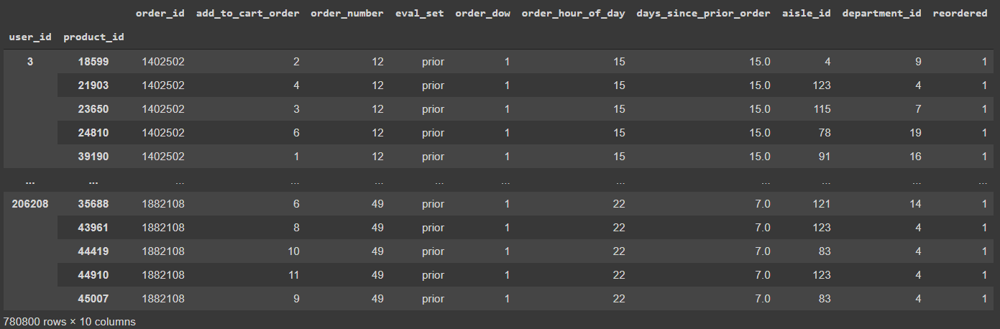 order_id add_to_cart_order order_number eval_set order_dow order_hour_of_day days_since_prior_order aisle_id department_id reordered
user_id product_id
3 18599 1402502 2 12 prior 1 15 15.0 4 9 1
21903 1402502 4 12 prior 1 15 15.0 123 4 1
23650 1402502 3 12 prior 1 15 15.0 115 7 1
24810 1402502 6 12 prior 1 15 15.0 78 19 1
39190 1402502 1 12 prior 1 15 15.0 91 16 1
... ... ... ... ... ... ... ... ... ... ... ...
206208 35688 1882108 6 49 prior 1 22 7.0 121 14 1
43961 1882108 8 49 prior 1 22 7.0 123 4 1
44419 1882108 10 49 prior 1 22 7.0 83 4 1
44910 1882108 11 49 prior 1 22 7.0 123 4 1
45007 1882108 9 49 prior 1 22 7.0 83 4 1
780800 rows × 10 columns